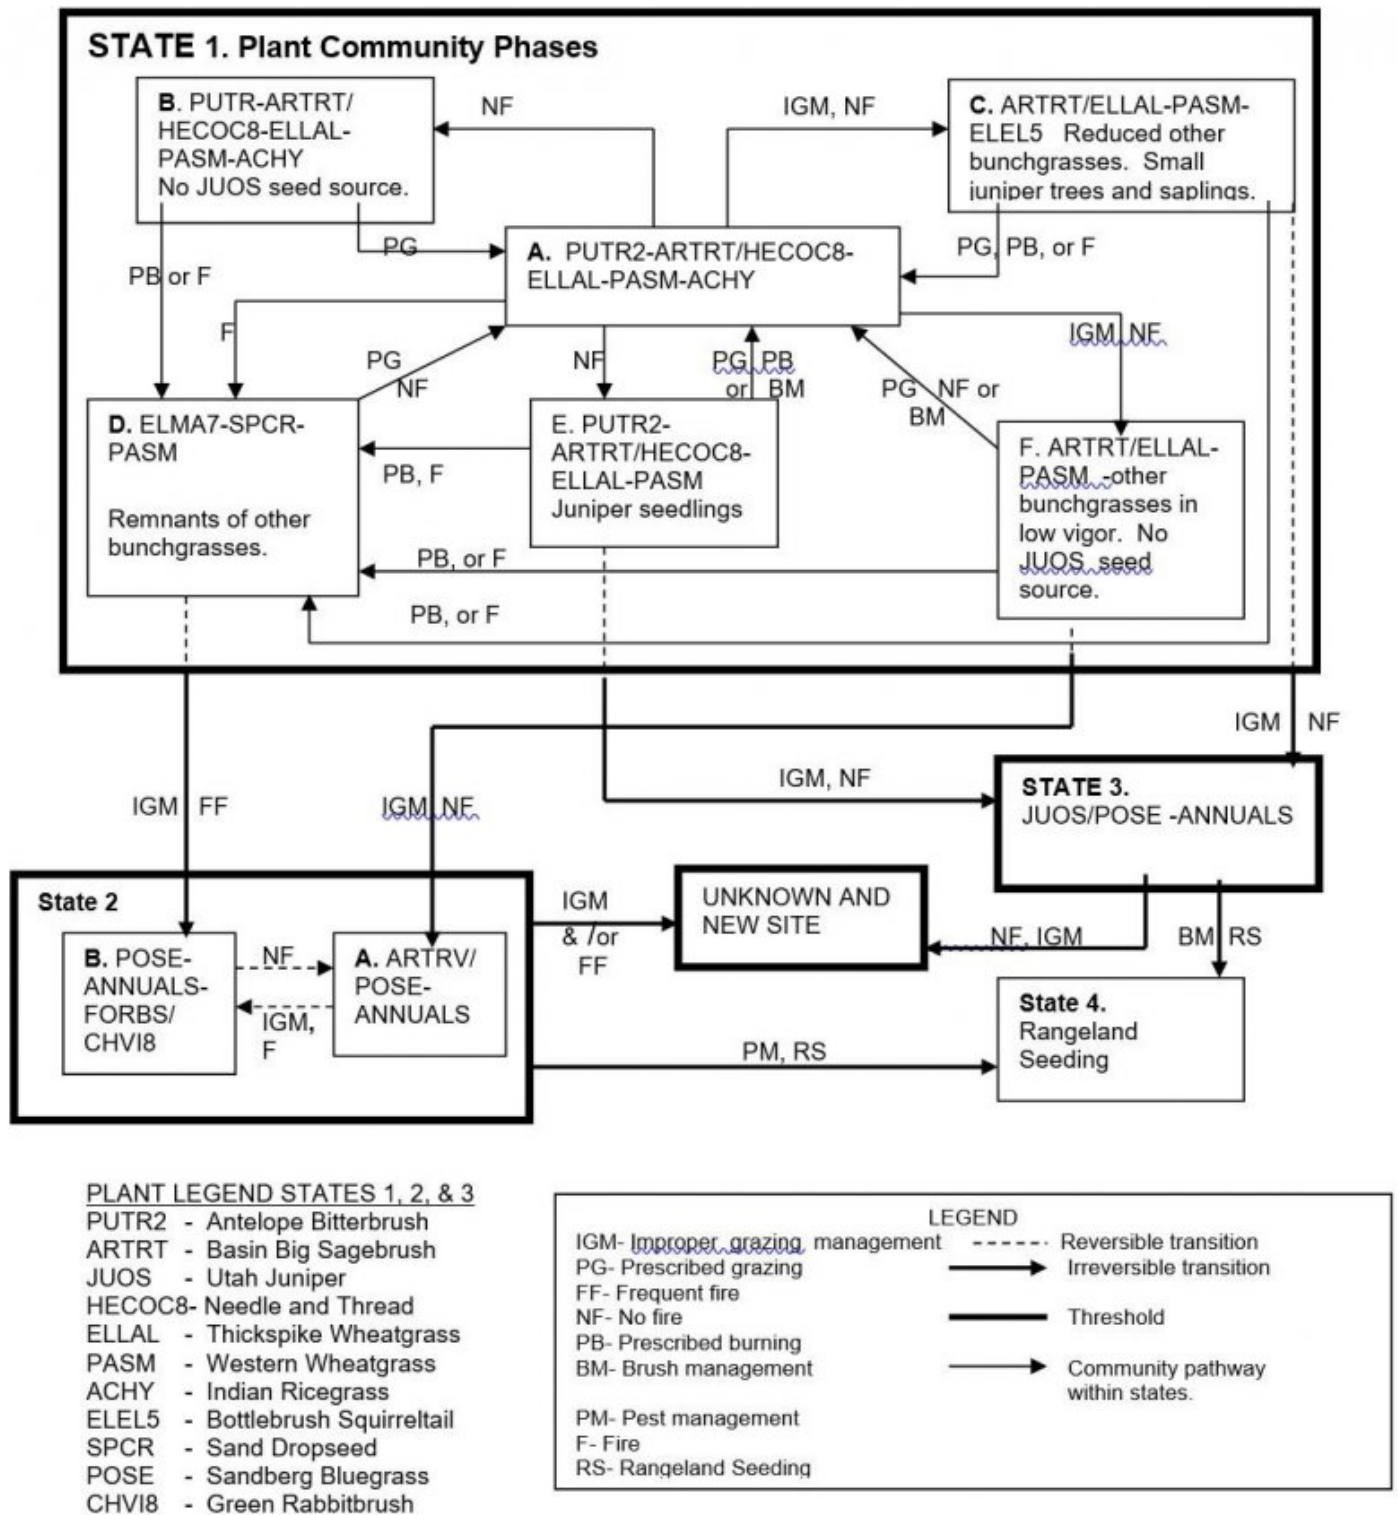 STATE 1. Plant Community Phases
B. PUTR-ARTRT/
HECOC8-ELLAL-
PASM-ACHY
No JUOS seed source.
NF
IGM, NF
C. ARTRT/ELLAL-PASM-
ELEL5 Reduced other
bunchgrasses. Small
juniper trees and saplings.
PB or F
PG
A. PUTR2-ARTRT/HECOC8-
ELLAL-PASM-ACHY
PG, PB, or F
F
PG
NF
NF
PG PB
or BM
PG NF or
BM
IGM NF
D. ELMA7-SPCR-
PASM
Remnants of other
bunchgrasses.
PB, F
E. PUTR2-
ARTRT/HECOC8-
ELLAL-PASM
Juniper seedlings
F. ARTRT/ELLAL-
PASM -other
bunchgrasses in
low vigor. No
JUOS seed
source.
PB, or F
PB, or F
IGM NF
IGM FF
IGM NF
IGM, NF
STATE 3.
JUOS/POSE -ANNUALS
State 2
B. POSE-
ANNUALS-
FORBS/
CHVI8
NF
IGM,
F
A. ARTRV/
POSE-
ANNUALS
IGM
& /or
FF
UNKNOWN AND
NEW SITE
NF, IGM
BM RS
PM, RS
State 4.
Rangeland
Seeding
PLANT LEGEND STATES 1, 2, & 3
PUTR2 - Antelope Bitterbrush
ARTRT - Basin Big Sagebrush
JUOS - Utah Juniper
HECOC8- Needle and Thread
ELLAL - Thickspike Wheatgrass
PASM - Western Wheatgrass
ACHY - Indian Ricegrass
ELEL5 - Bottlebrush Squirreltail
SPCR - Sand Dropseed
POSE - Sandberg Bluegrass
CHVI8 - Green Rabbitbrush
LEGEND
IGM- Improper grazing management
PG- Prescribed grazing
FF- Frequent fire
NF- No fire
PB- Prescribed burning
BM- Brush management
PM- Pest management
F- Fire
RS- Rangeland Seeding
Reversible transition
Irreversible transition
Threshold
Community pathway
within states.